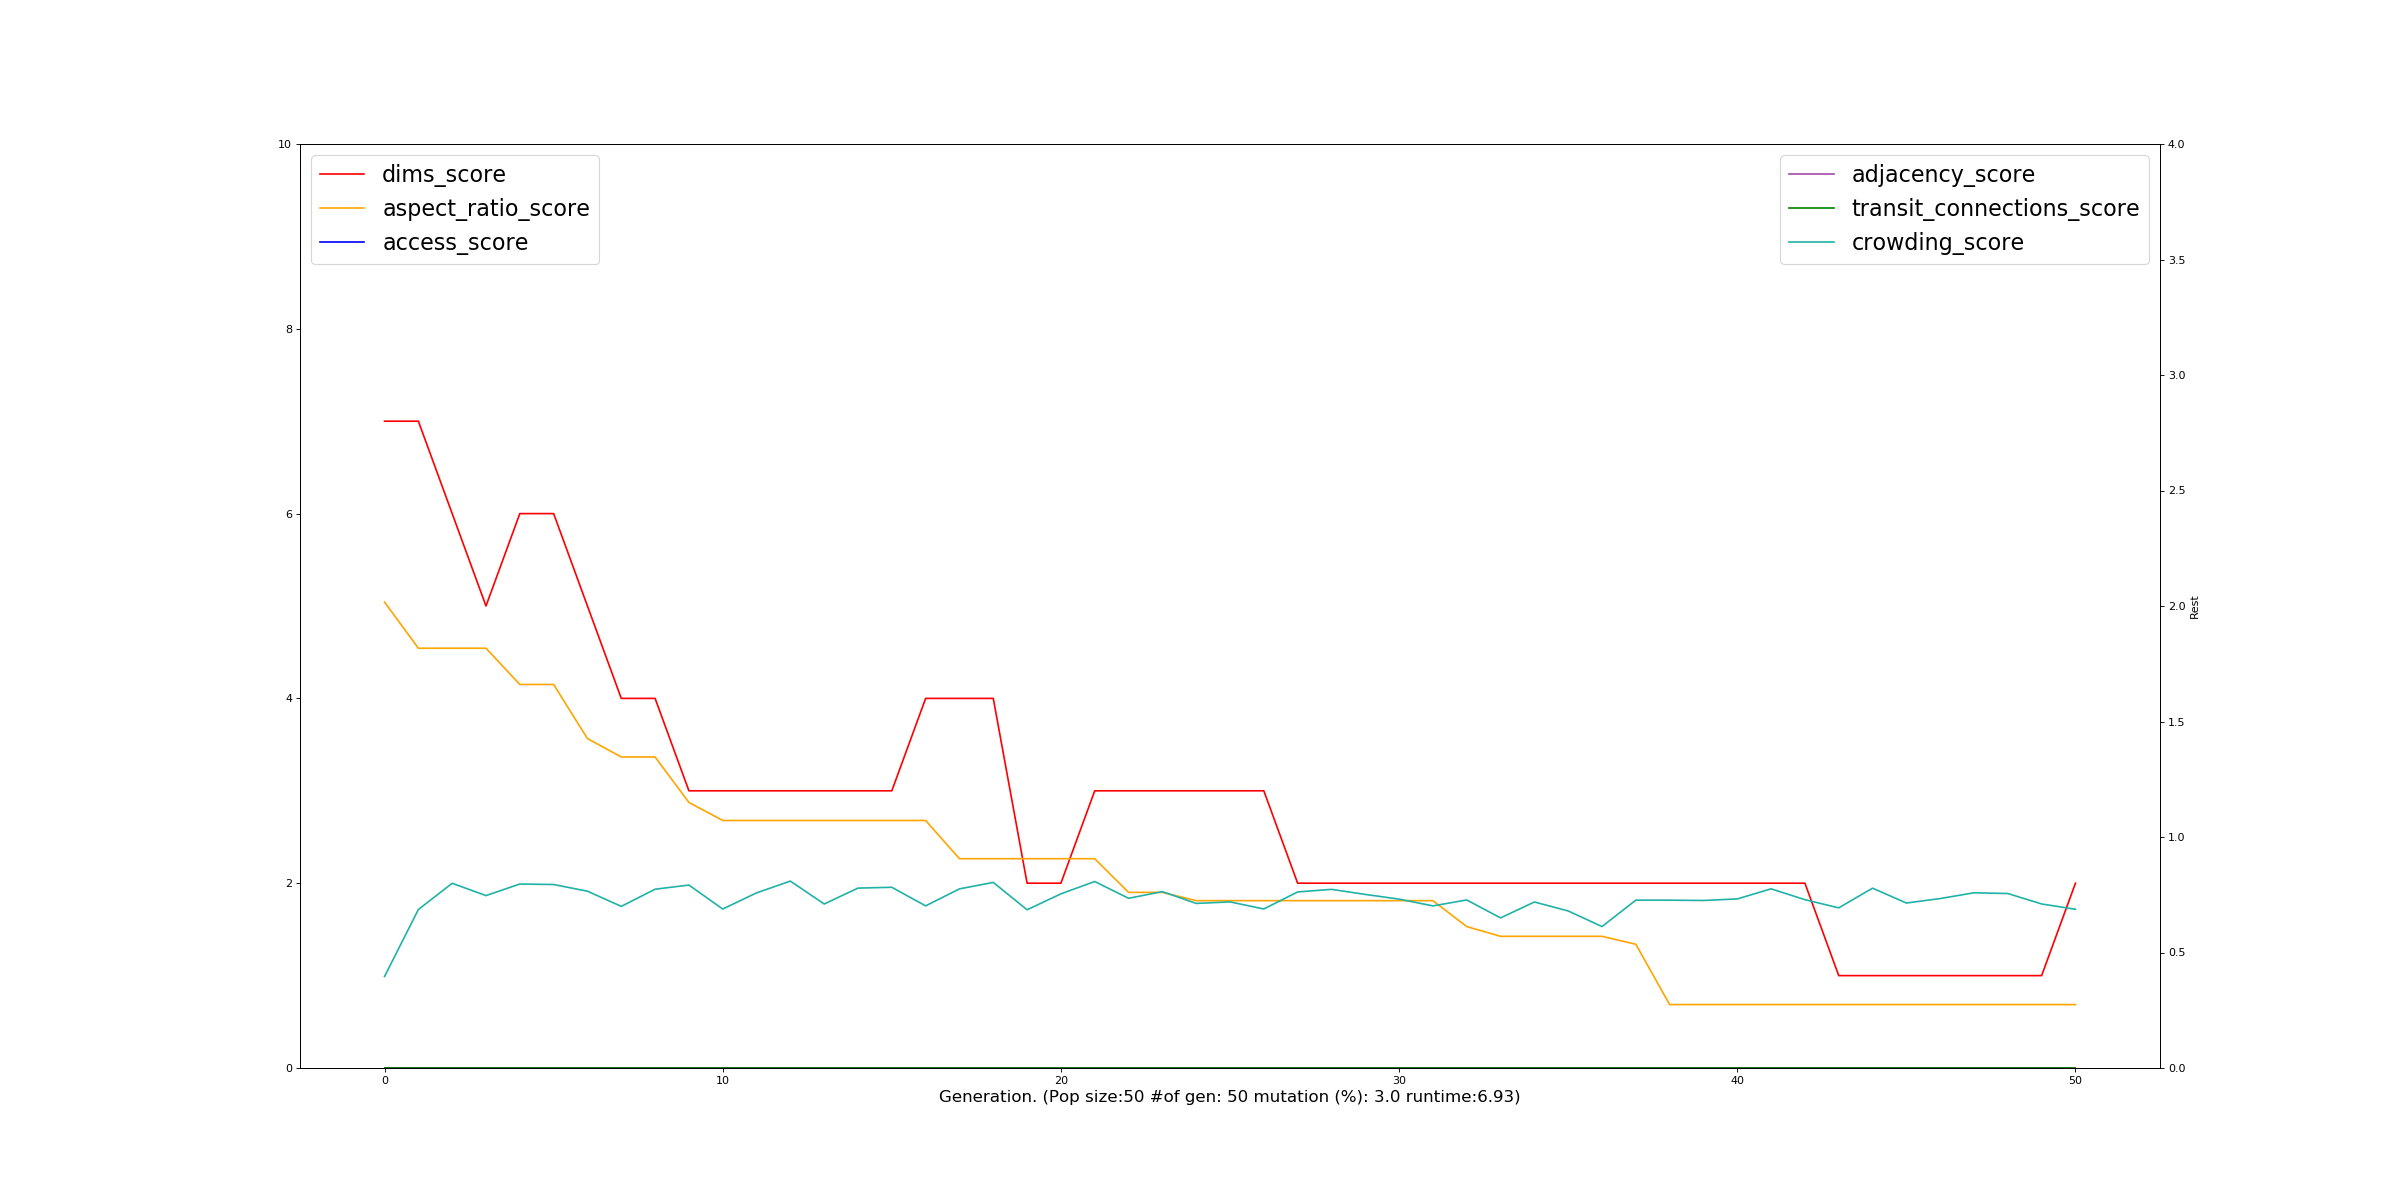 dims_score
aspect_ratio_score
access_score
adjacency_score
transit_connections_score
crowding_score
10
8
6
4
2
0
4.0
3.5
3.0
2.5
2.0
1.5
1.0
0.5
0.0
Rest
0 10 20 30 40 50
Generation. (Pop size:50 #of gen: 50 mutation (%): 3.0 runtime:6.93)